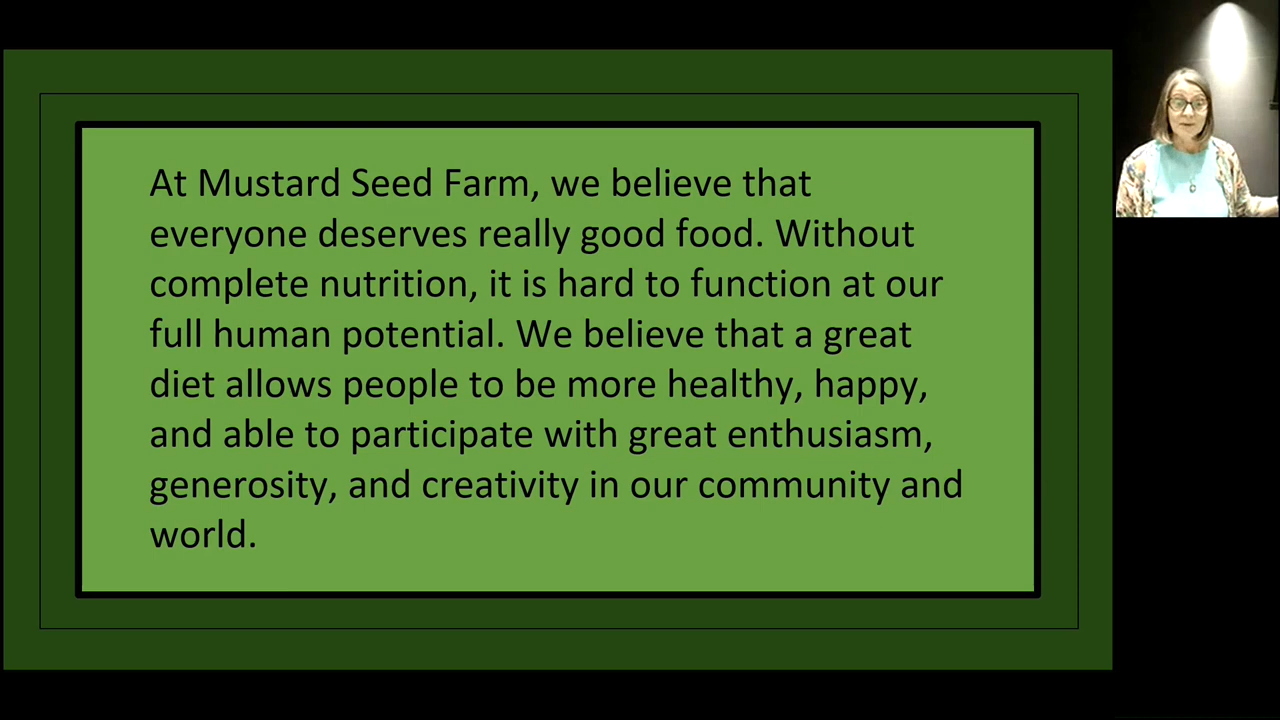 At Mustard Seed Farm, we believe that
everyone deserves really good food. Without
complete nutrition, it is hard to function at our
full human potential. We believe that a great
diet allows people to be more healthy, happy,
and able to participate with great enthusiasm,
generosity, and creativity in our community and
world.